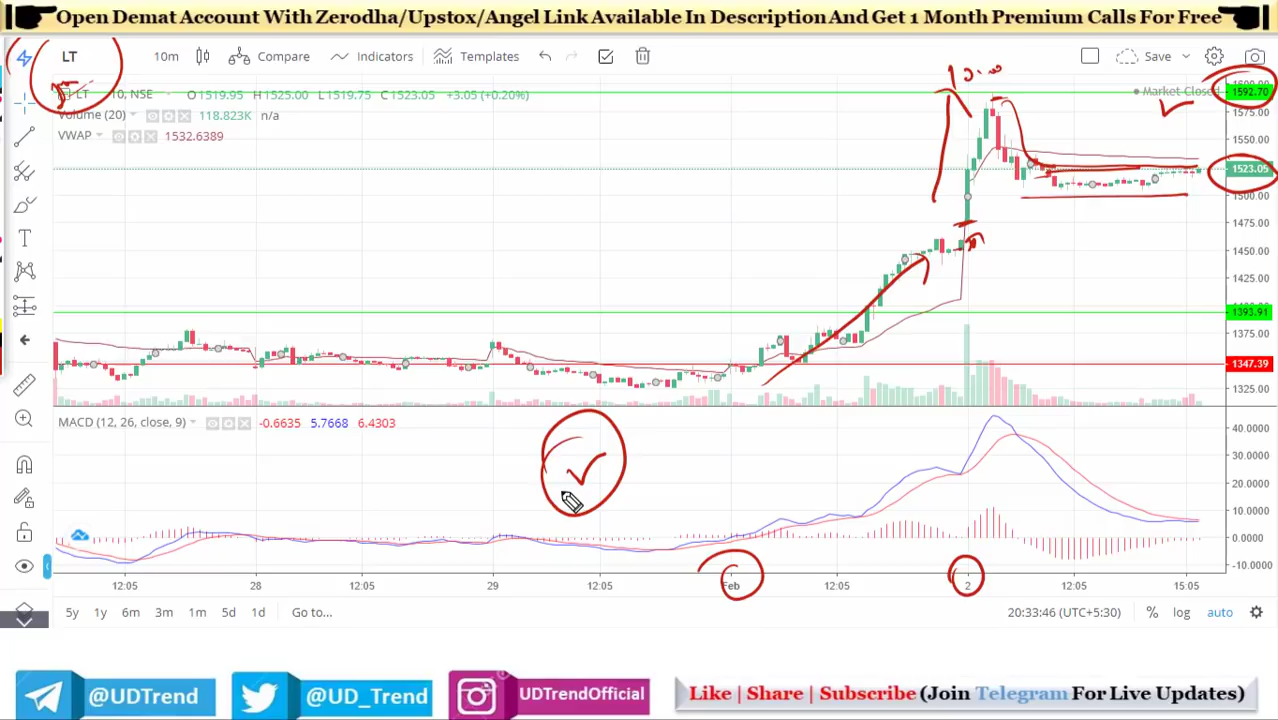 Open Demat Account With Zerodha/Upstox/Angel Link Available In Description And Get 1 Month Premium Calls For Free
LT 10m Compare Indicators Templates Save
LT 10, NSE O1519.95 H1525.00 L1519.75 C1523.05 +3.05 (+0.20%)
Market Closed
Volume (20) 118.823K n/a
VWAP 1532.6389
1600.00
1592.70
1575.00
1550.00
1523.05
1500.00
1475.00
1450.00
1425.00
1400.00
1393.91
1375.00
1347.39
1325.00
MACD (12, 26, close, 9) -0.6635 5.7668 6.4303
40.0000
30.0000
20.0000
10.0000
0.0000
-10.0000
12:05 28 12:05 29 12:05 Feb 12:05 2 12:05 15:05
5y 1y 6m 3m 1m 5d 1d Go to... 20:33:46 (UTC+5:30) % log auto
@UDTrend @UD_Trend UDTrendOfficial Like | Share | Subscribe (Join Telegram For Live Updates)